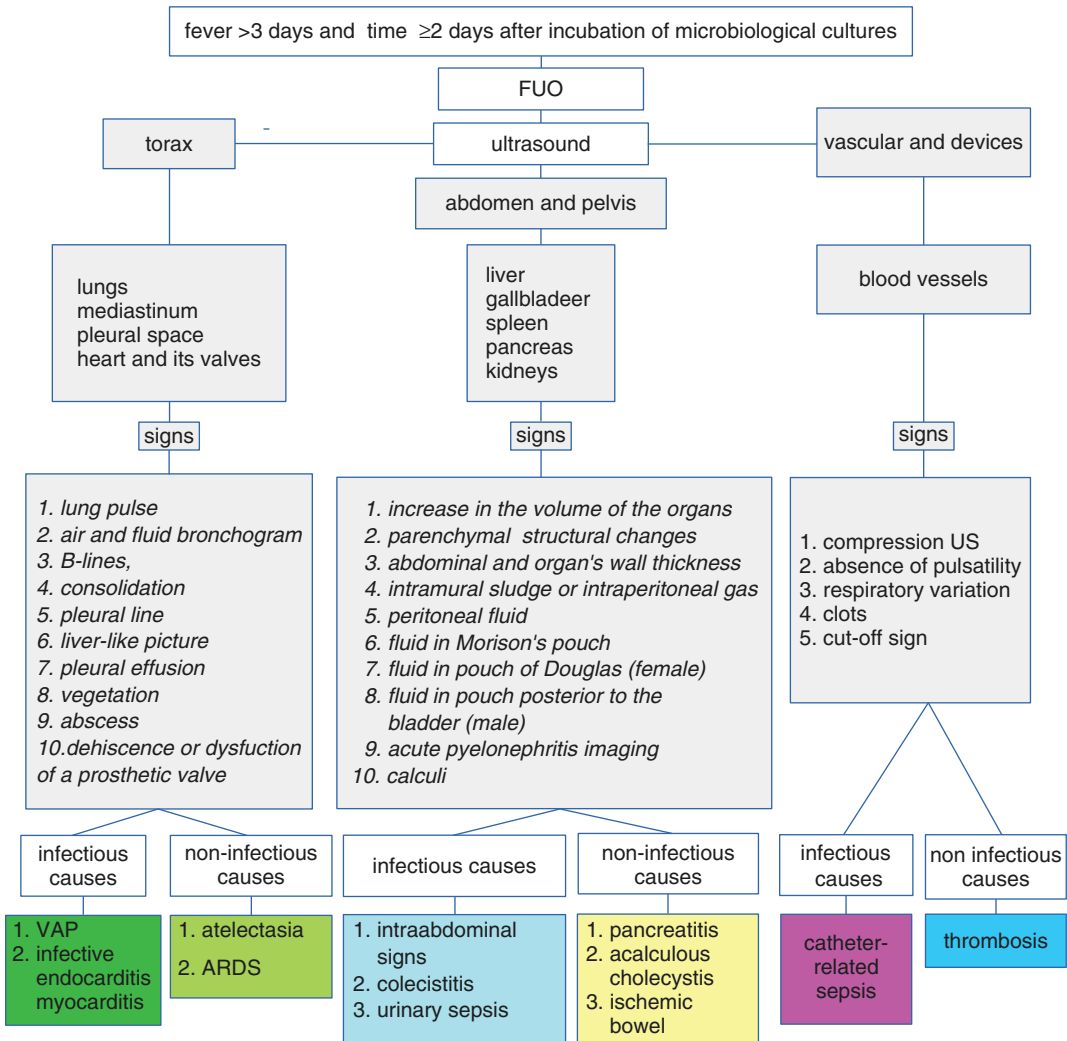 fever >3 days and time ≥2 days after incubation of microbiological cultures
FUO
torax
-
ultrasound
vascular and devices
abdomen and pelvis
lungs
mediastinum
pleural space
heart and its valves
liver
gallbladeer
spleen
pancreas
kidneys
blood vessels
signs
signs
signs
1. lung pulse
2. air and fluid bronchogram
3. B-lines,
4. consolidation
5. pleural line
6. liver-like picture
7. pleural effusion
8. vegetation
9. abscess
10.dehiscence or dysfuction
of a prosthetic valve
1. increase in the volume of the organs
2. parenchymal structural changes
3. abdominal and organ's wall thickness
4. intramural sludge or intraperitoneal gas
5. peritoneal fluid
6. fluid in Morison's pouch
7. fluid in pouch of Douglas (female)
8. fluid in pouch posterior to the
bladder (male)
9. acute pyelonephritis imaging
10. calculi
1. compression US
2. absence of pulsatility
3. respiratory variation
4. clots
5. cut-off sign
infectious
causes
non-infectious
causes
infectious causes
non-infectious
causes
infectious
causes
non infectious
causes
1. VAP
2. infective
endocarditis
myocarditis
1. atelectasia
2. ARDS
1. intraabdominal
signs
2. colecistitis
3. urinary sepsis
1. pancreatitis
2. acalculous
cholecystis
3. ischemic
bowel
catheter-
related
sepsis
thrombosis